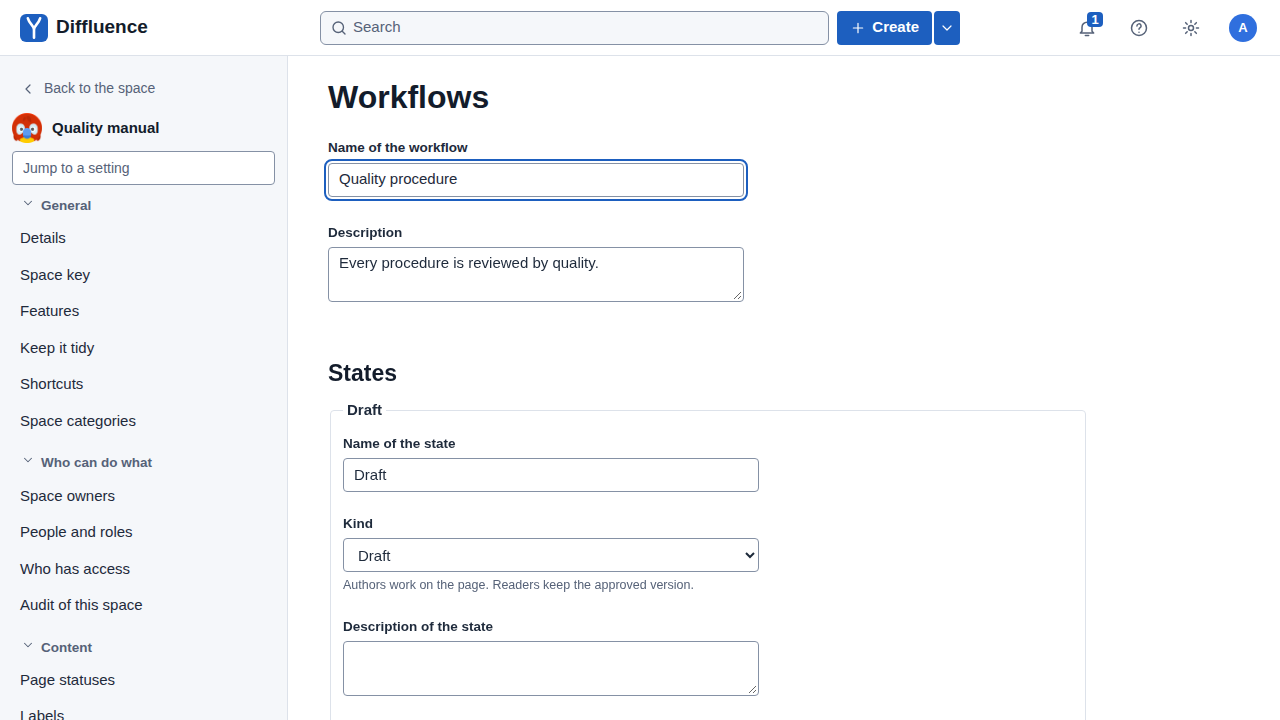 Diffluence
Search
Create
1
A
Back to the space
Quality manual
Jump to a setting
General
Details
Space key
Features
Keep it tidy
Shortcuts
Space categories
Who can do what
Space owners
People and roles
Who has access
Audit of this space
Content
Page statuses
Labels
Workflows
Name of the workflow
Quality procedure
Description
Every procedure is reviewed by quality.
States
Draft
Name of the state
Draft
Kind
Draft
Authors work on the page. Readers keep the approved version.
Description of the state